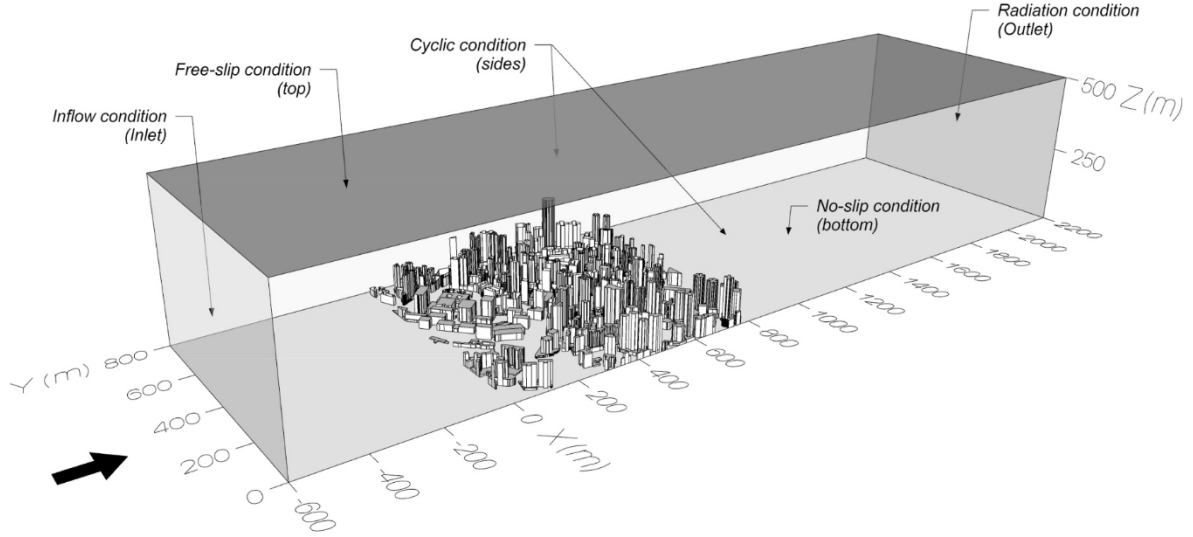 Radiation condition
(Outlet)
Cyclic condition
(sides)
Free-slip condition
(top)
Inflow condition
(Inlet)
500 Z(m)
250
No-slip condition
(bottom)
2200
2000
1800
1600
1400
1200
1000
800
600
400
200
0 X(m)
-200
-400
-600
Y (m) 800
600
400
200
0